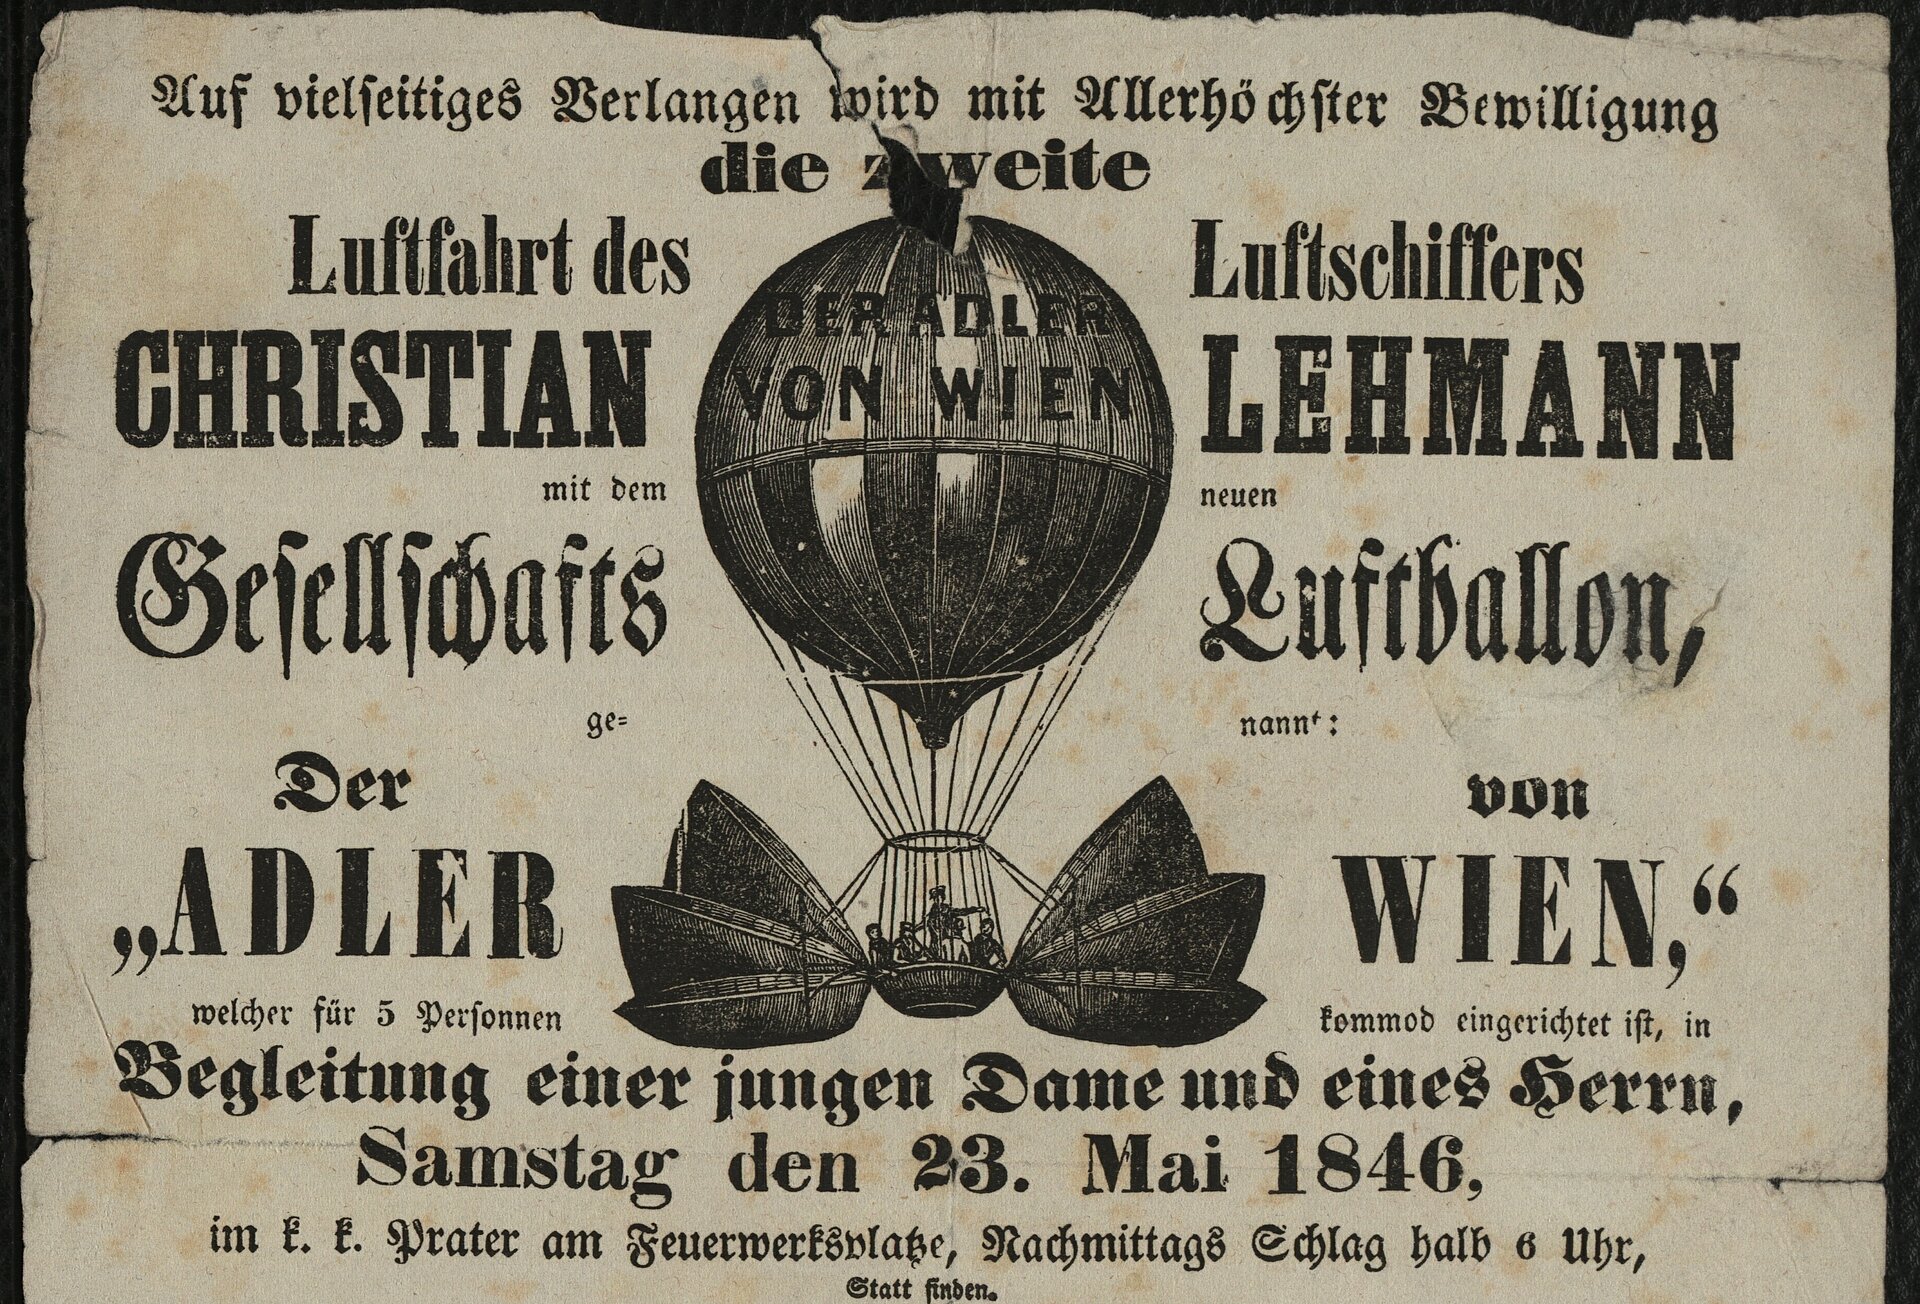 Auf vielseitiges Verlangen wird mit Allerhöchster Bewilligung
die zweite
Luftfahrt des Luftschiffers
DER ADLER
VON WIEN
CHRISTIAN LEHMANN
mit dem neuen
Gesellschafts Luftballon,
ge= nannt:
Der von
„ADLER WIEN,“
welcher für 5 Personnen kommod eingerichtet ist, in
Begleitung einer jungen Dame und eines Herrn,
Samstag den 23. Mai 1846,
im k. k. Prater am Feuerwerksplatze, Nachmittags Schlag halb 6 Uhr,
Statt finden.